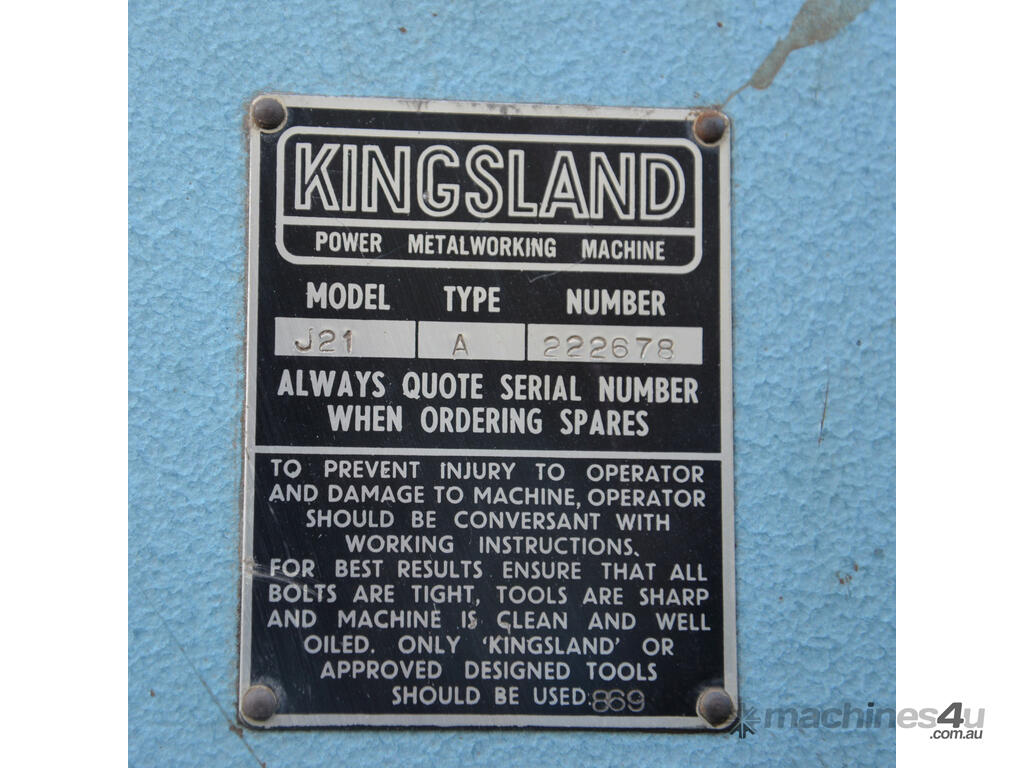 KINGSLAND
POWER METALWORKING MACHINE
MODEL TYPE NUMBER
J21 A 222678
ALWAYS QUOTE SERIAL NUMBER
WHEN ORDERING SPARES
TO PREVENT INJURY TO OPERATOR
AND DAMAGE TO MACHINE, OPERATOR
SHOULD BE CONVERSANT WITH
WORKING INSTRUCTIONS.
FOR BEST RESULTS ENSURE THAT ALL
BOLTS ARE TIGHT, TOOLS ARE SHARP
AND MACHINE IS CLEAN AND WELL
OILED. ONLY 'KINGSLAND' OR
APPROVED DESIGNED TOOLS
SHOULD BE USED. 869
machines4u
.com.au